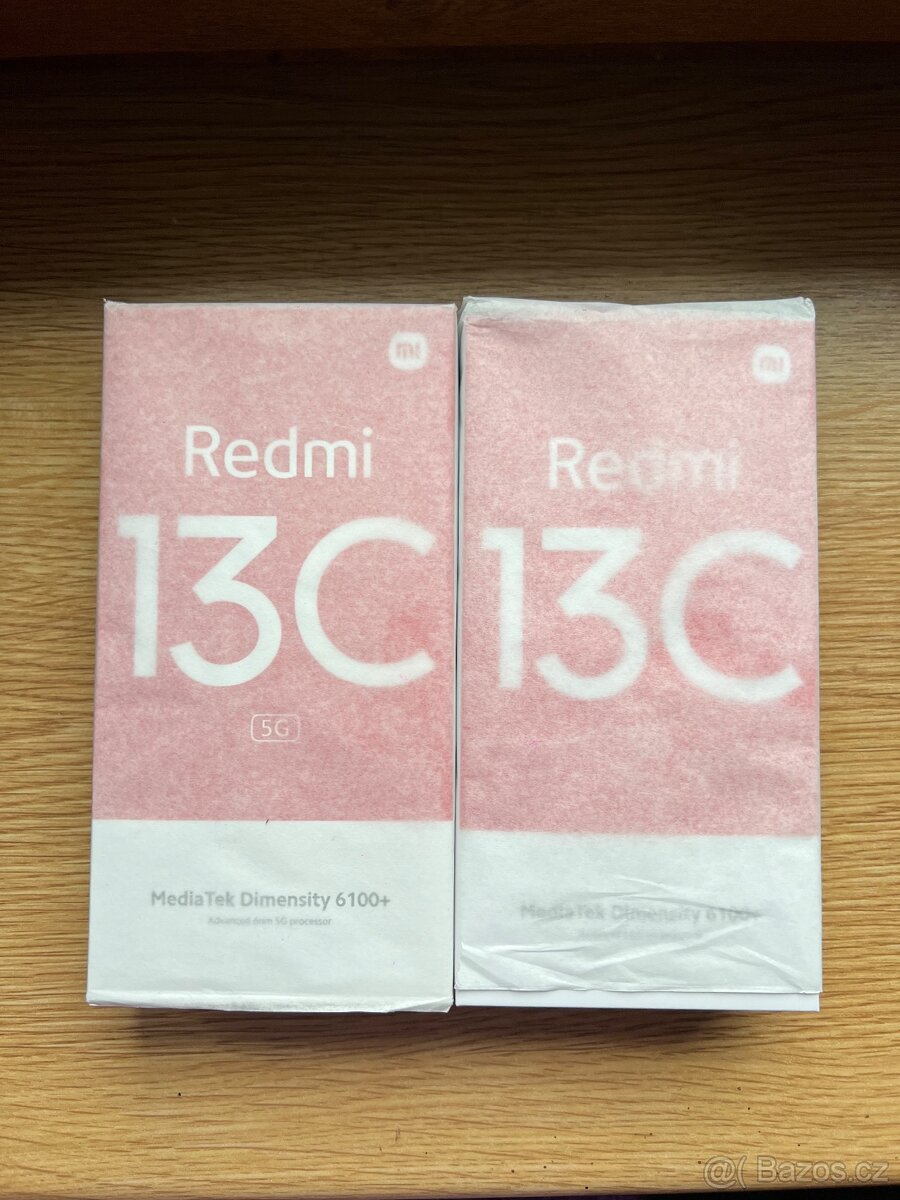 mi
Redmi
13C
5G
MediaTek Dimensity 6100+
Advanced 6nm 5G processor
mi
Redmi
13C
MediaTek Dimensity 6100+
@( Bazos.cz